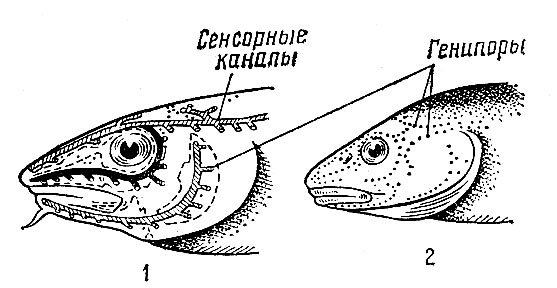 Сенсорные
каналы
Генипоры
1
2